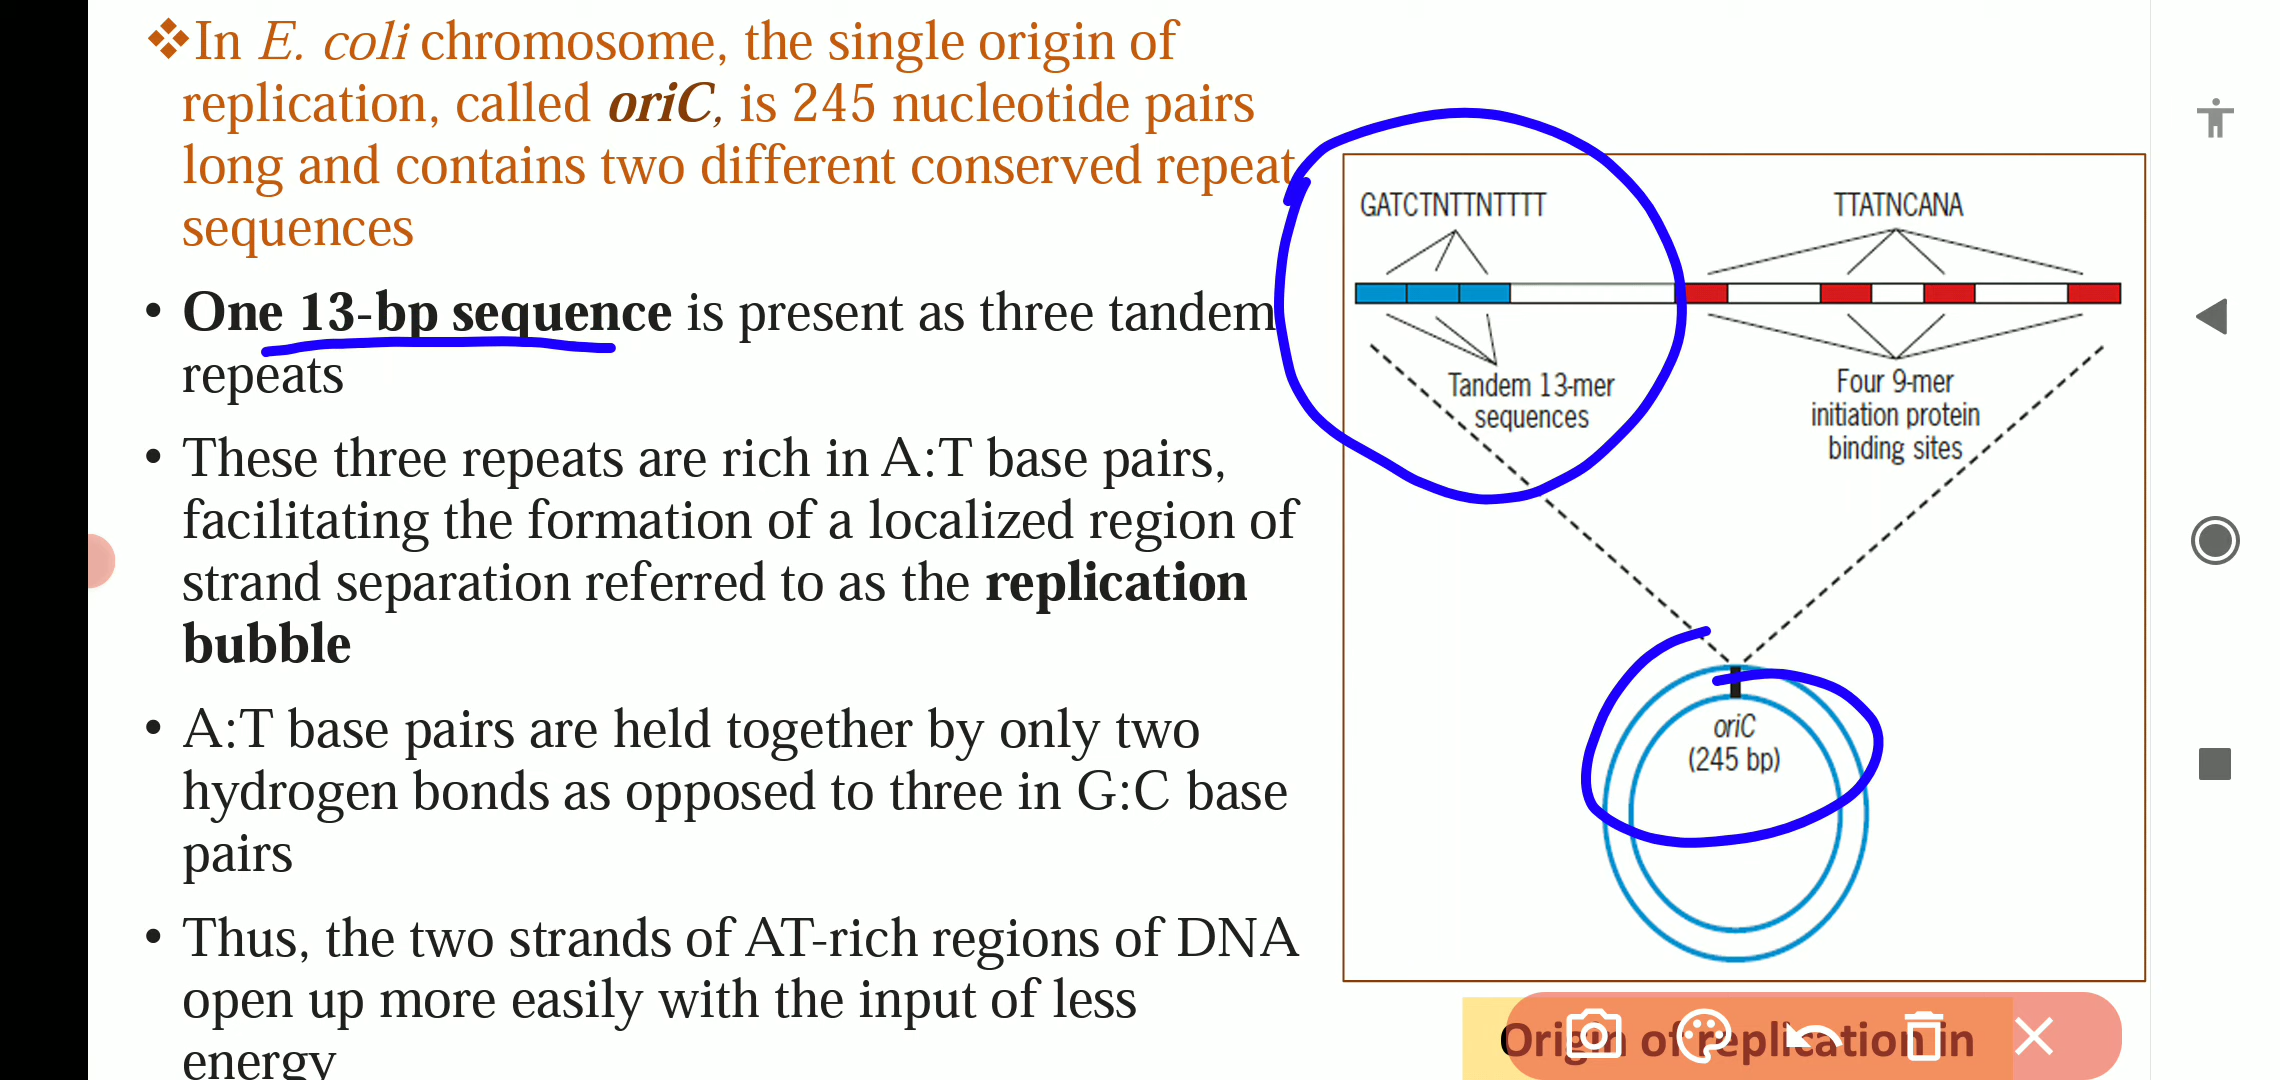 ❖In E. coli chromosome, the single origin of
replication, called oriC, is 245 nucleotide pairs
long and contains two different conserved repeat
sequences
• One 13-bp sequence is present as three tandem
repeats
• These three repeats are rich in A:T base pairs,
facilitating the formation of a localized region of
strand separation referred to as the replication
bubble
• A:T base pairs are held together by only two
hydrogen bonds as opposed to three in G:C base
pairs
• Thus, the two strands of AT-rich regions of DNA
open up more easily with the input of less
energy
GATCTNTTNTTTT
TTATNCANA
Tandem 13-mer
sequences
Four 9-mer
initiation protein
binding sites
oriC
(245 bp)
Origin of replication in